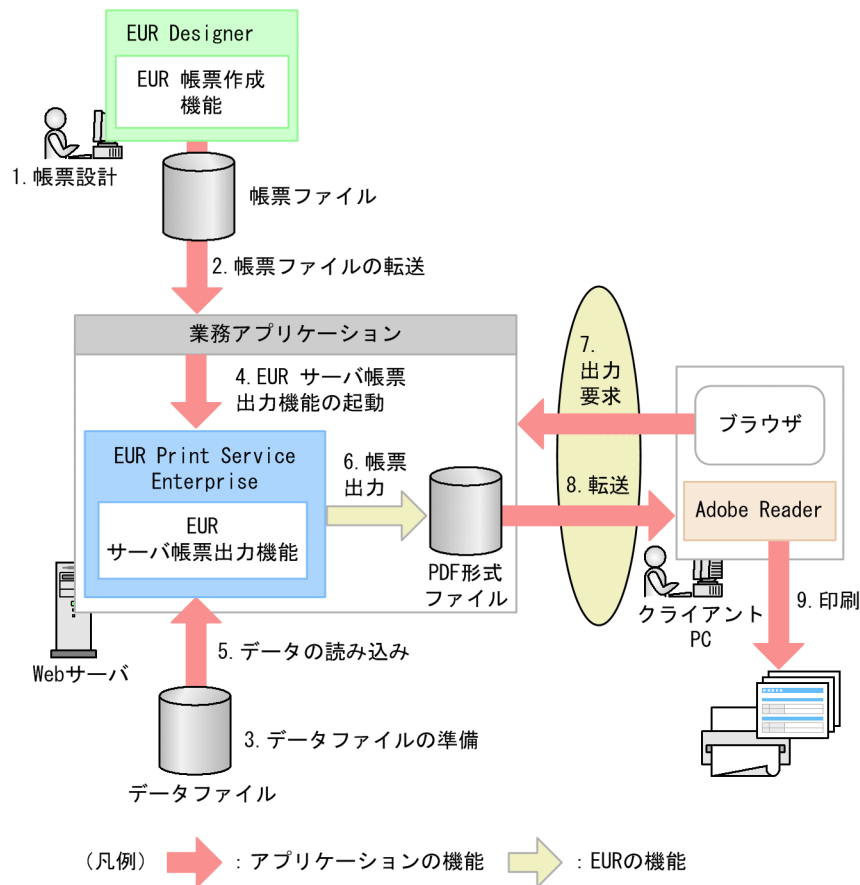 EUR Designer
EUR 帳票作成
機能
1.帳票設計
帳票ファイル
2.帳票ファイルの転送
業務アプリケーション
4.EUR サーバ帳票
出力機能の起動
7.
出力
要求
ブラウザ
EUR Print Service
Enterprise
EUR
サーバ帳票出力機能
6.帳票
出力
8.転送
Adobe Reader
PDF形式
ファイル
クライアント
PC
9.印刷
Webサーバ
5.データの読み込み
3.データファイルの準備
データファイル
(凡例)
:アプリケーションの機能
:EURの機能